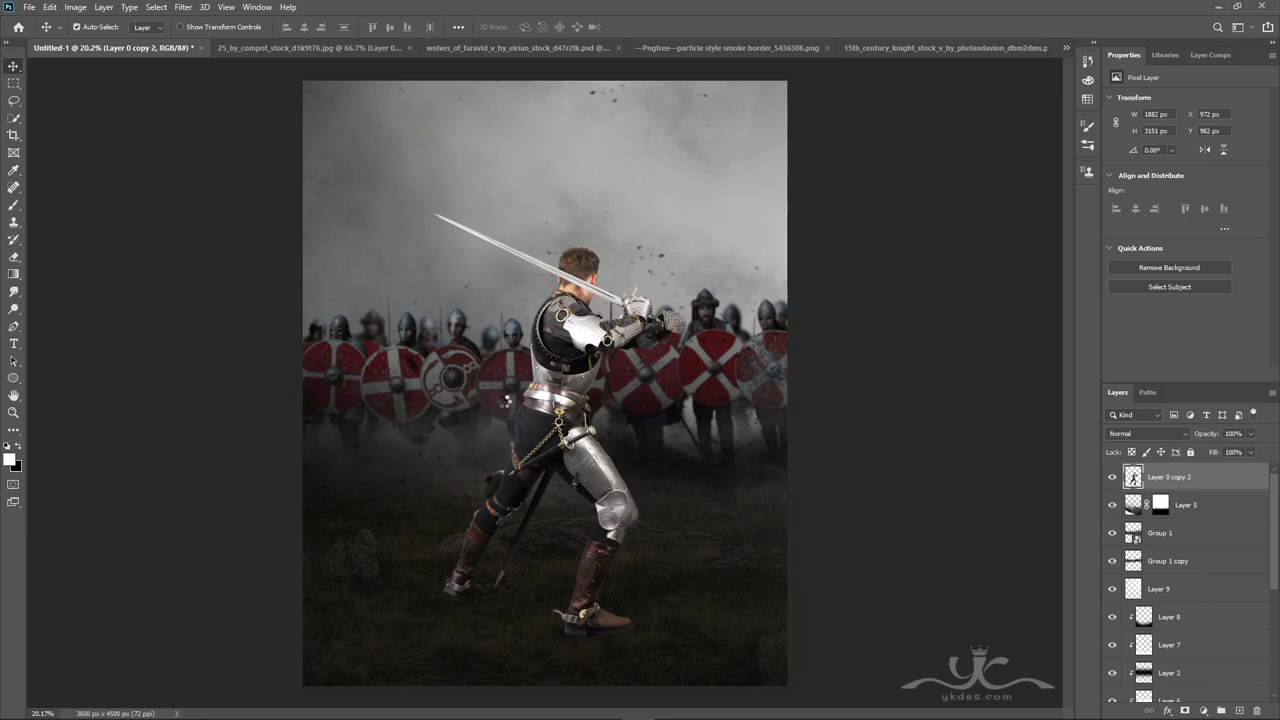 File Edit Image Layer Type Select Filter 3D View Window Help
Auto-Select: Layer Show Transform Controls 3D Mode:
Untitled-1 @ 20.2% (Layer 0 copy 2, RGB/8#) * × 25_by_compot_stock_d1k9t76.jpg @ 66.7% (Layer 0... × wolves_of_faravid_v_by_eirian_stock_d47r2lk.psd @... × —Pngtree—particle style smoke border_5436306.png × 15th_century_knight_stock_v_by_phelandavion_dbm2dms.p
Properties Libraries Layer Comps
Pixel Layer
Transform
W 1882 px X 972 px
H 3151 px Y 982 px
0.00°
Align and Distribute
Align:
Quick Actions
Remove Background
Select Subject
Layers Paths
Kind
Normal Opacity: 100%
Lock: Fill: 100%
Layer 0 copy 2
Layer 5
Group 1
Group 1 copy
Layer 9
Layer 8
Layer 7
Layer 2
ykdes.com
20.17% 3600 px x 4500 px (72 ppi)